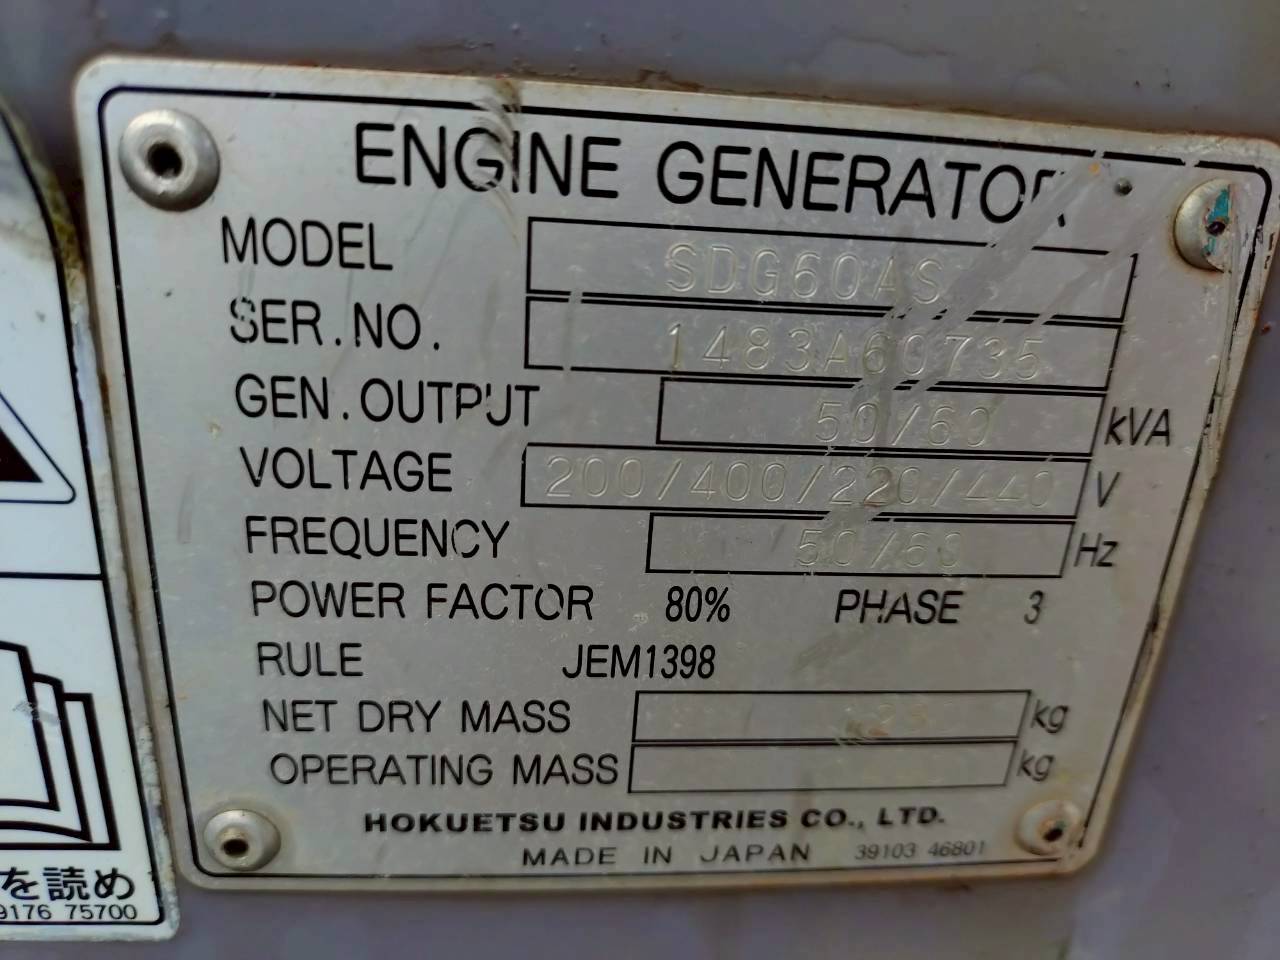 ENGINE GENERATOR
MODEL SDG60AS
SER.NO. 1483A60735
GEN.OUTPUT 50/60 kVA
VOLTAGE 200/400/220/440 V
FREQUENCY 50/60 Hz
POWER FACTOR 80% PHASE 3
RULE JEM1398
NET DRY MASS kg
OPERATING MASS kg
HOKUETSU INDUSTRIES CO., LTD.
MADE IN JAPAN 39103 46801
を読め
9176 75700